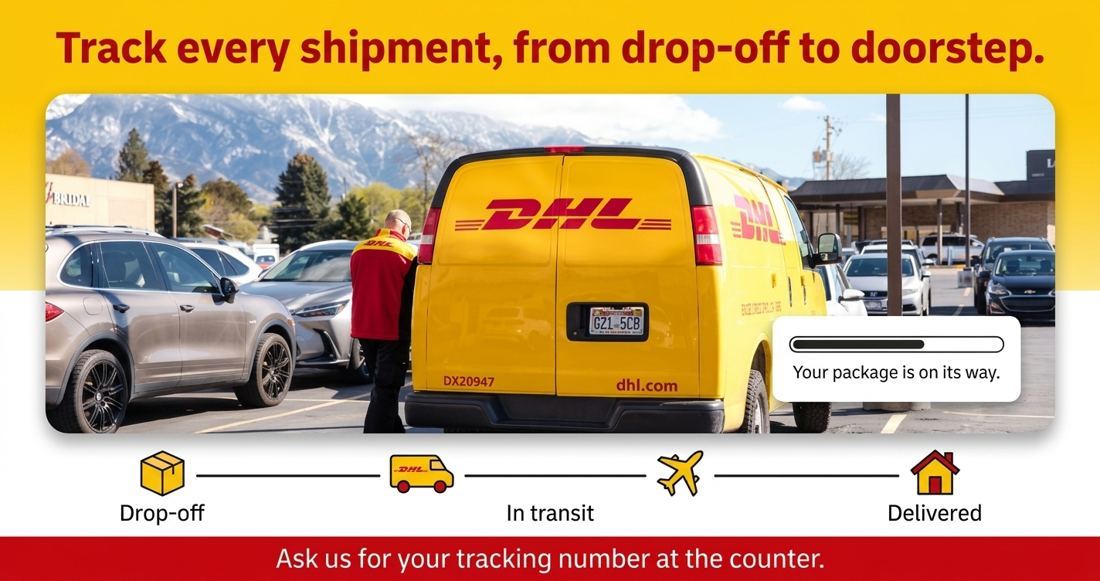 Track every shipment, from drop-off to doorstep.
BRIDAL
DHL
DHL
DHL
GZ1-5CB
DX20947
dhl.com
Your package is on its way.
DHL
Drop-off
In transit
Delivered
Ask us for your tracking number at the counter.